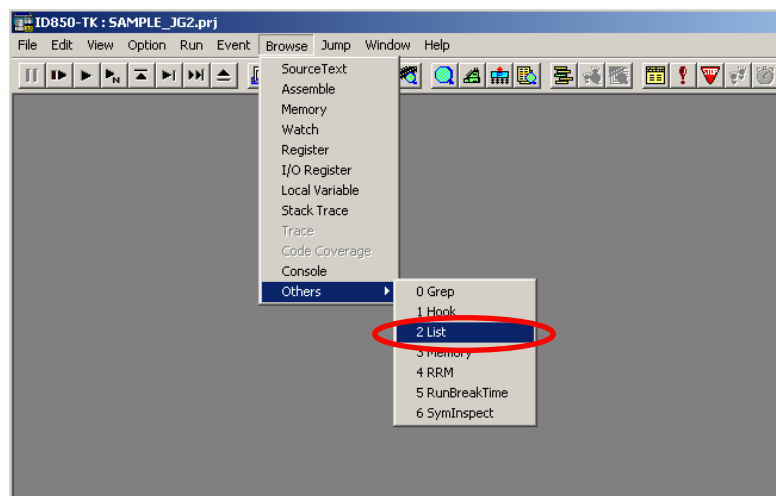 ID850-TK : SAMPLE_JG2.prj
File Edit View Option Run Event Browse Jump Window Help
SourceText
Assemble
Memory
Watch
Register
I/O Register
Local Variable
Stack Trace
Trace
Code Coverage
Console
Others
0 Grep
1 Hook
2 List
3 Memory
4 RRM
5 RunBreakTime
6 SymInspect